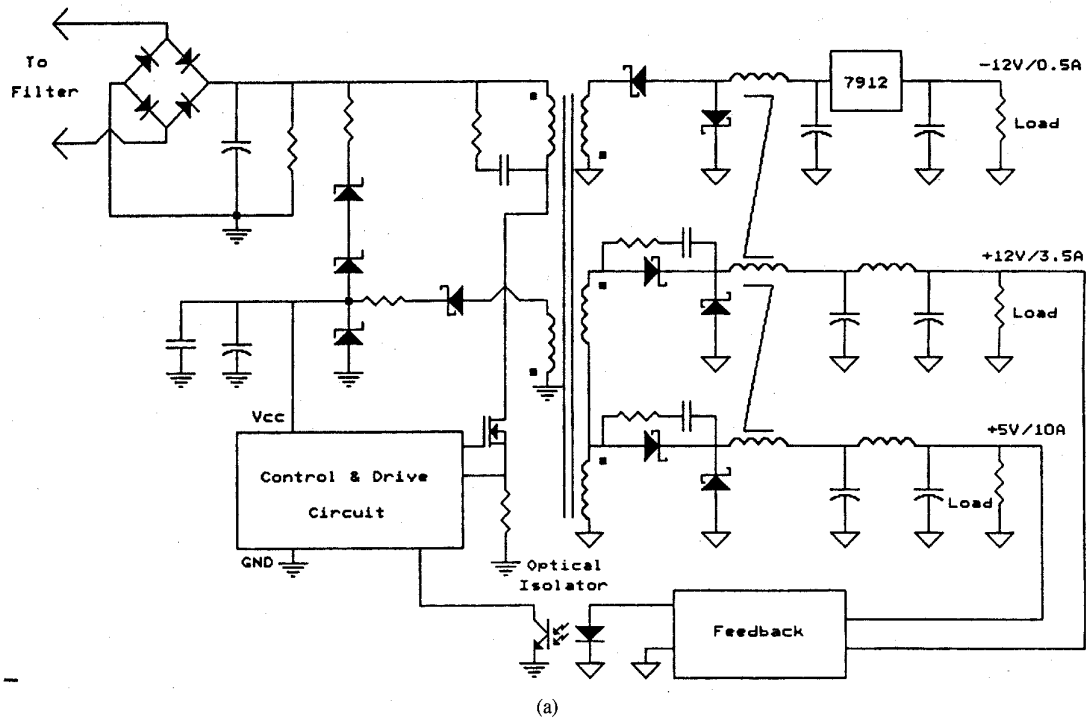 To
Filter
7912
-12V/0.5A
Load
+12V/3.5A
Load
Vcc
+5V/10A
Control & Drive
Circuit
Load
GND
Optical
Isolator
Feedback
(a)